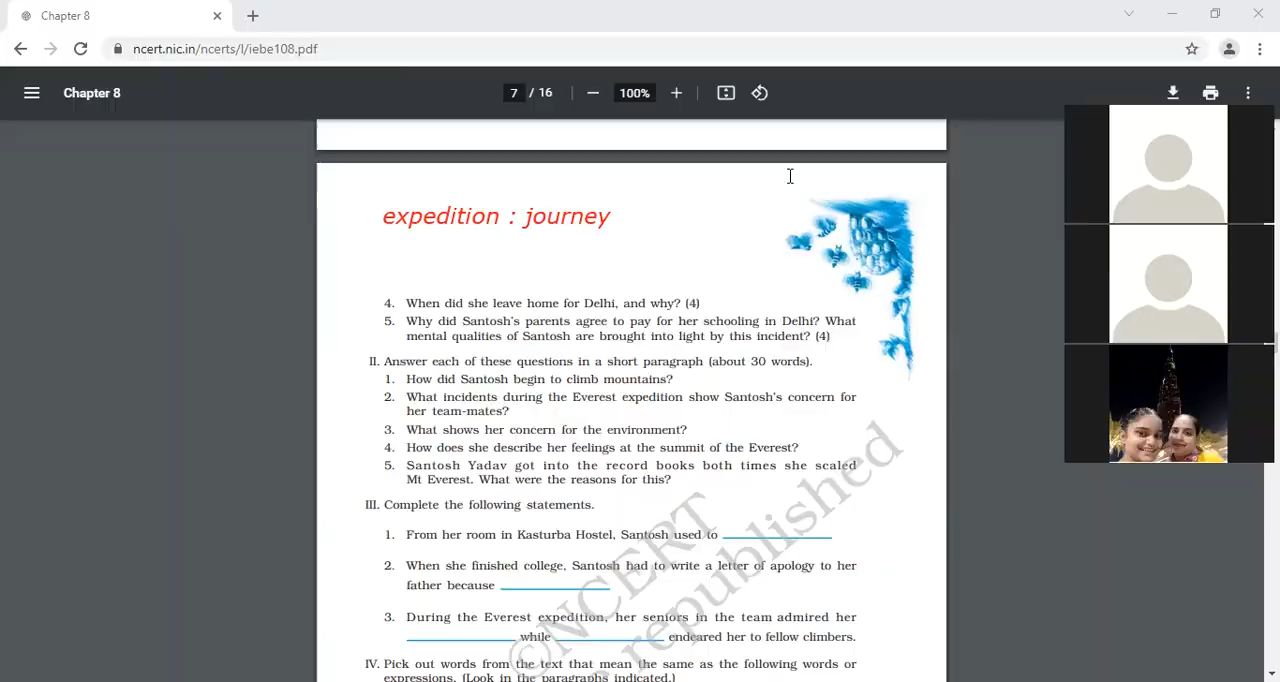 Chapter 8
ncert.nic.in/ncerts/l/iebe108.pdf
Chapter 8
7 / 16
100%
expedition : journey
4. When did she leave home for Delhi, and why? (4)
5. Why did Santosh's parents agree to pay for her schooling in Delhi? What
mental qualities of Santosh are brought into light by this incident? (4)
II. Answer each of these questions in a short paragraph (about 30 words).
1. How did Santosh begin to climb mountains?
2. What incidents during the Everest expedition show Santosh's concern for
her team-mates?
3. What shows her concern for the environment?
4. How does she describe her feelings at the summit of the Everest?
5. Santosh Yadav got into the record books both times she scaled
Mt Everest. What were the reasons for this?
III. Complete the following statements.
1. From her room in Kasturba Hostel, Santosh used to
2. When she finished college, Santosh had to write a letter of apology to her
father because
3. During the Everest expedition, her seniors in the team admired her
while endeared her to fellow climbers.
IV. Pick out words from the text that mean the same as the following words or
expressions. (Look in the paragraphs indicated.)
©NCERT
republished